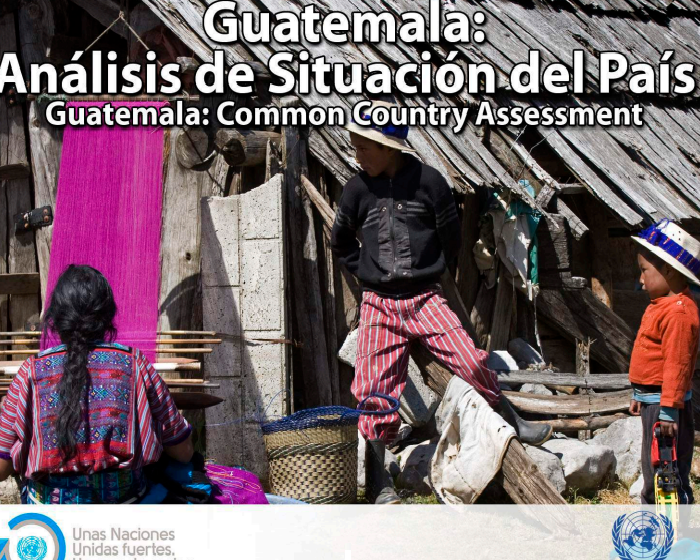 Guatemala:
Análisis de Situación del País
Guatemala: Common Country Assessment
Unas Naciones
Unidas fuertes.